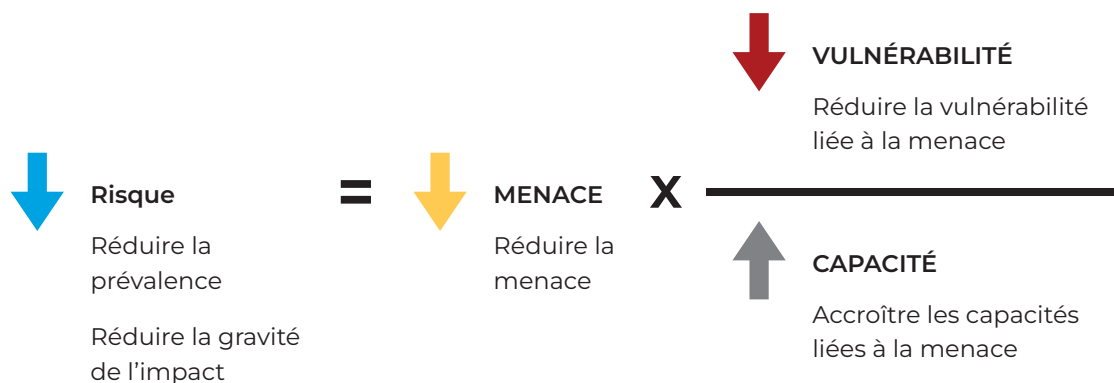 Risque
Réduire la
prévalence
Réduire la gravité
de l’impact
=
MENACE
Réduire la
menace
X
VULNÉRABILITÉ
Réduire la vulnérabilité
liée à la menace
CAPACITÉ
Accroître les capacités
liées à la menace